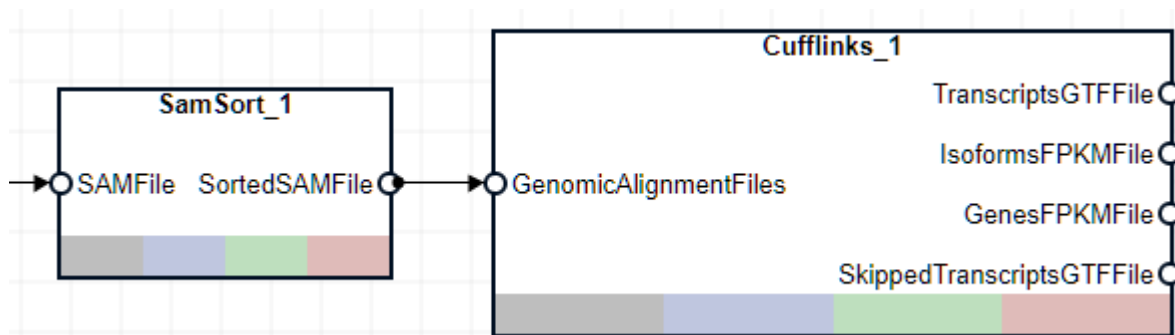 SamSort_1
SAMFile SortedSAMFile
Cufflinks_1
GenomicAlignmentFiles
TranscriptsGTFFile
IsoformsFPKMFile
GenesFPKMFile
SkippedTranscriptsGTFFile